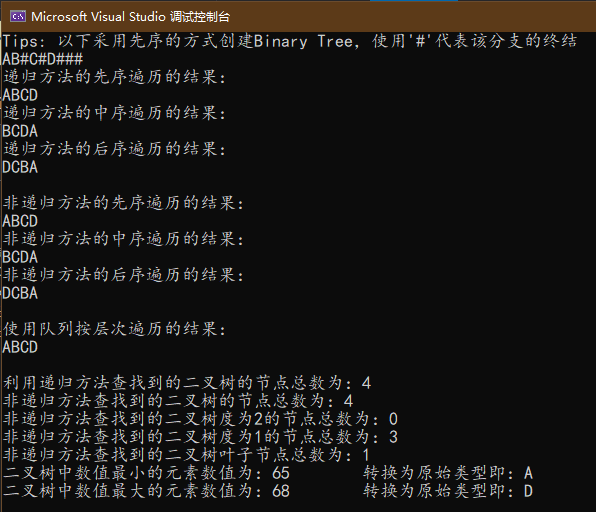 Microsoft Visual Studio 调试控制台
Tips: 以下采用先序的方式创建Binary Tree, 使用'#'代表该分支的终结
AB#C#D###
递归方法的先序遍历的结果:
ABCD
递归方法的中序遍历的结果:
BCDA
递归方法的后序遍历的结果:
DCBA
非递归方法的先序遍历的结果:
ABCD
非递归方法的中序遍历的结果:
BCDA
非递归方法的后序遍历的结果:
DCBA
使用队列按层次遍历的结果:
ABCD
利用递归方法查找到的二叉树的节点总数为: 4
非递归方法查找到的二叉树的节点总数为: 4
非递归方法查找到的二叉树度为2的节点总数为: 0
非递归方法查找到的二叉树度为1的节点总数为: 3
非递归方法查找到的二叉树叶子节点总数为: 1
二叉树中数值最小的元素数值为: 65 转换为原始类型即: A
二叉树中数值最大的元素数值为: 68 转换为原始类型即: D